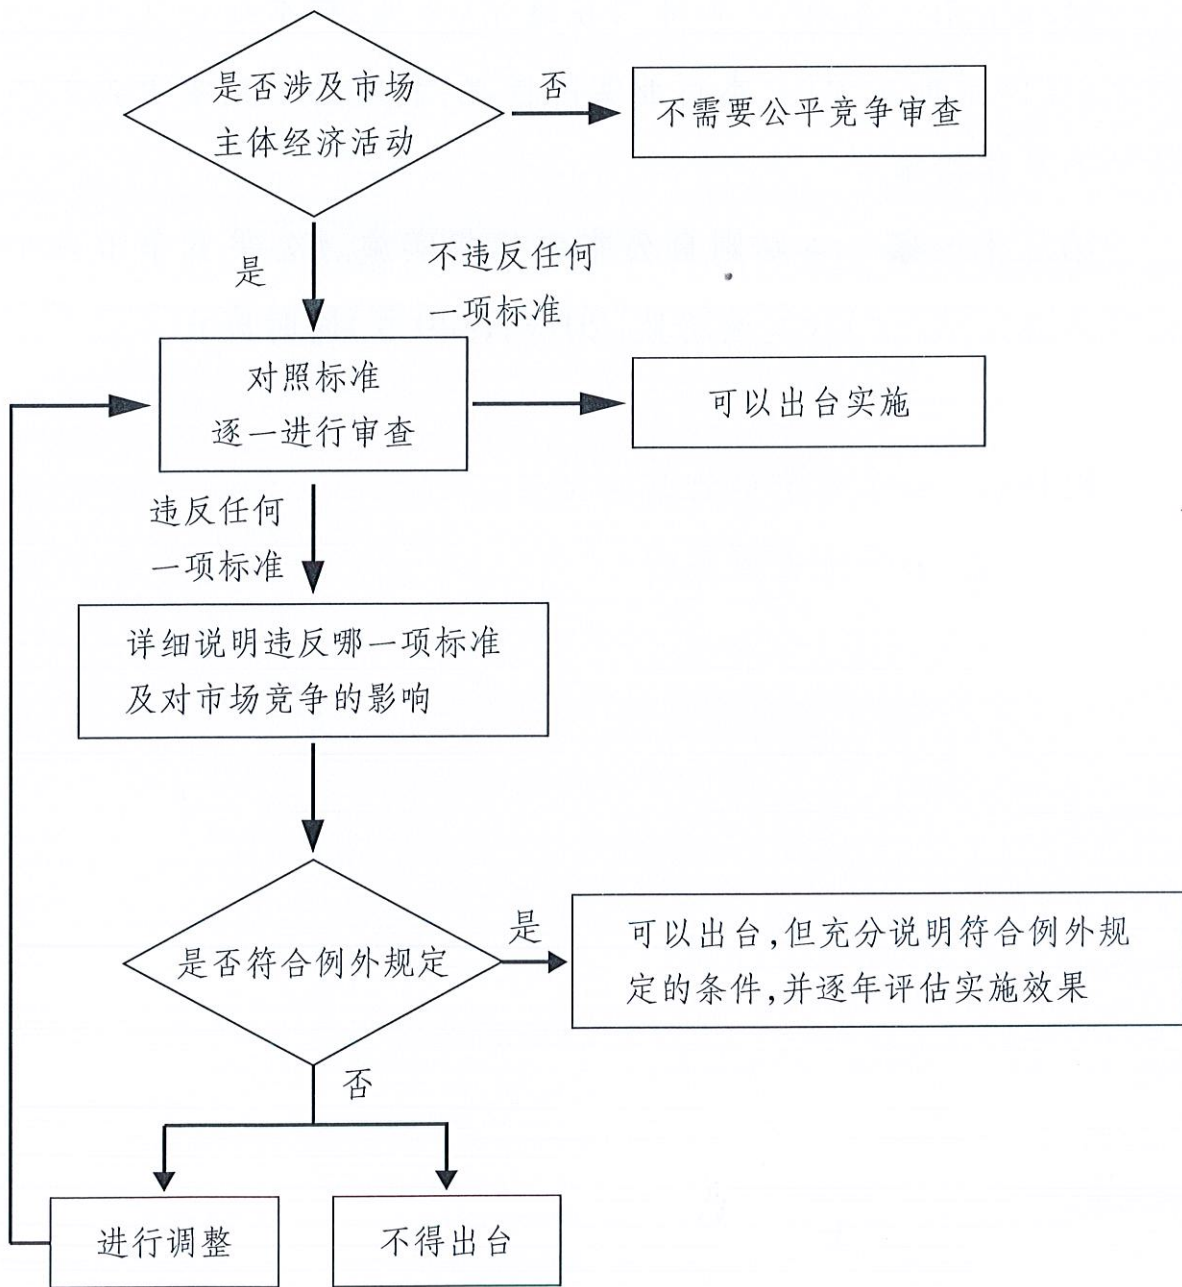 是否涉及市场
主体经济活动
否
不需要公平竞争审查
是
不违反任何
一项标准
对照标准
逐一进行审查
可以出台实施
违反任何
一项标准
详细说明违反哪一项标准
及对市场竞争的影响
是否符合例外规定
是
可以出台,但充分说明符合例外规
定的条件,并逐年评估实施效果
否
进行调整
不得出台